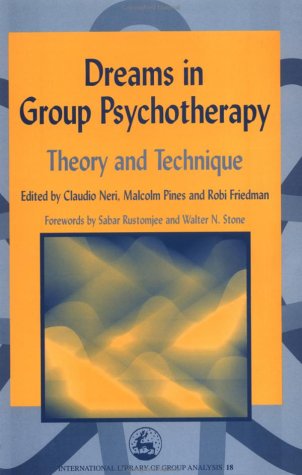 Dreams in
Group Psychotherapy
Theory and Technique
Edited by Claudio Neri, Malcolm Pines and Robi Friedman
Forewords by Sabar Rustomjee and Walter N. Stone
INTERNATIONAL LIBRARY OF GROUP ANALYSIS 18